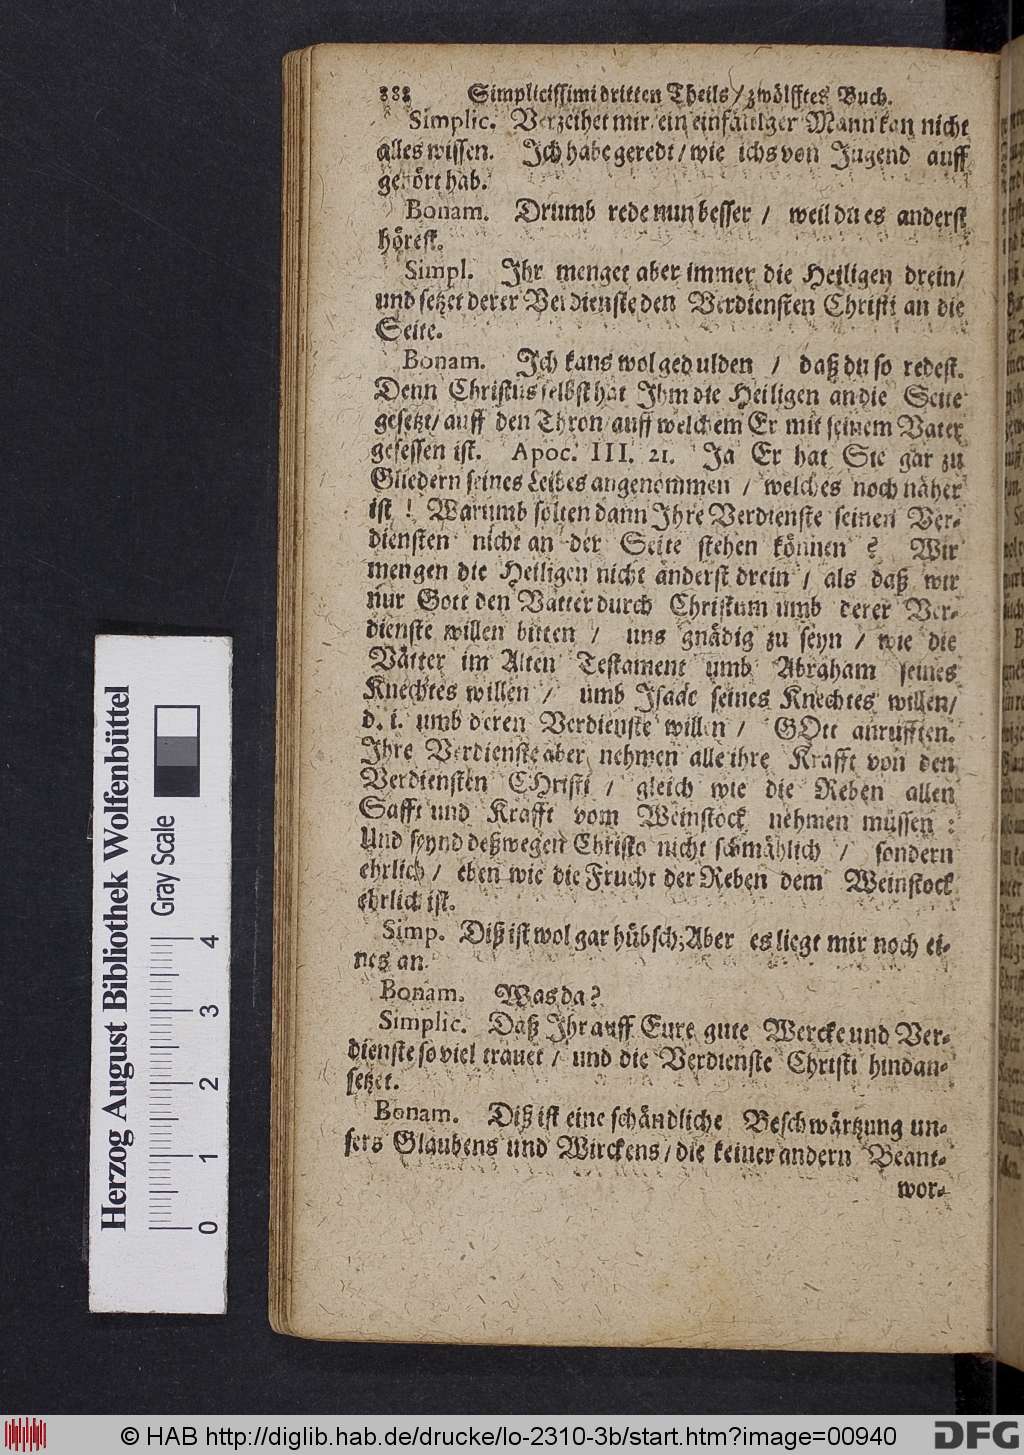 888 Simplicissimi dritten Theils / zwölfftes Buch.
Simplic. Verzeihet mir, ein einfältiger Mann kan nicht
alles wissen. Ich habe geredt / wie ichs von Jugend auff
gehört hab.
Bonam. Drumb rede nun besser / weil du es anderst
hörest.
Simpl. Ihr menget aber immer die Heiligen drein /
und setzet derer Verdienste den Verdiensten Christi an die
Seite.
Bonam. Ich kans wol gedulden / daß du so redest.
Denn Christus selbst hat Ihm die Heiligen an die Seite
gesetzt / auff den Thron / auff welchem Er mit seinem Vater
gesessen ist. Apoc. III. 21. Ja Er hat Sie gar zu
Gliedern seines Leibes angenommen / welches noch näher
ist ! Warumb solten dann Ihre Verdienste seinen Ver-
diensten nicht an der Seite stehen können ? Wir
mengen die Heiligen nicht änderst drein / als daß wir
nur Gott den Vatter durch Christum umb derer Ver-
dienste willen bitten / uns gnädig zu seyn / wie die
Vätter im Alten Testament umb Abraham seines
Knechtes willen / umb Isaac seines Knechtes willen /
d. i. umb deren Verdienste willen / GOtt anrufften.
Ihre Verdienste aber nehmen alle ihre Krafft von den
Verdiensten CHristi / gleich wie die Reben allen
Safft und Krafft vom Weinstock nehmen müssen :
Und seynd deßwegen Christo nicht schmählich / sondern
ehrlich / eben wie die Frucht der Reben dem Weinstock
ehrlich ist.
Simp. Diß ist wol gar hübsch; Aber es liegt mir noch ei-
nes an.
Bonam. Was da?
Simplic. Daß Ihr auff Eure gute Wercke und Ver-
dienste so viel trauet / und die Verdienste Christi hindan-
setzet.
Bonam. Diß ist eine schändliche Beschwärtzung un-
sers Glaubens und Wirckens / die keiner andern Beant-
wor-
Herzog August Bibliothek Wolfenbüttel
Gray Scale
0 1 2 3 4
© HAB http://diglib.hab.de/drucke/lo-2310-3b/start.htm?image=00940
DFG